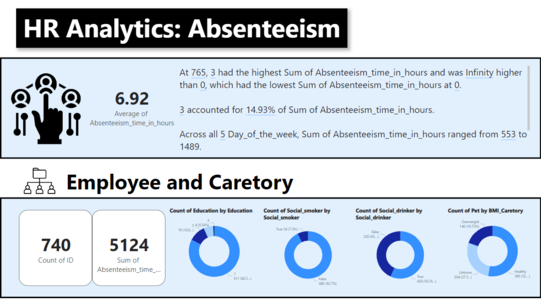 HR Analytics: Absenteeism
At 765, 3 had the highest Sum of Absenteeism_time_in_hours and was Infinity higher
than 0, which had the lowest Sum of Absenteeism_time_in_hours at 0.
3 accounted for 14.93% of Sum of Absenteeism_time_in_hours.
Across all 5 Day_of_the_week, Sum of Absenteeism_time_in_hours ranged from 553 to
1489.
6.92
Average of
Absenteeism_time_in_hours
Employee and Caretory
740
Count of ID
5124
Sum of
Absenteeism_time_...
Count of Education by Education
Count of Social_smoker by
Social_smoker
Count of Social_drinker by
Social_drinker
Count of Pet by BMI_Caretory